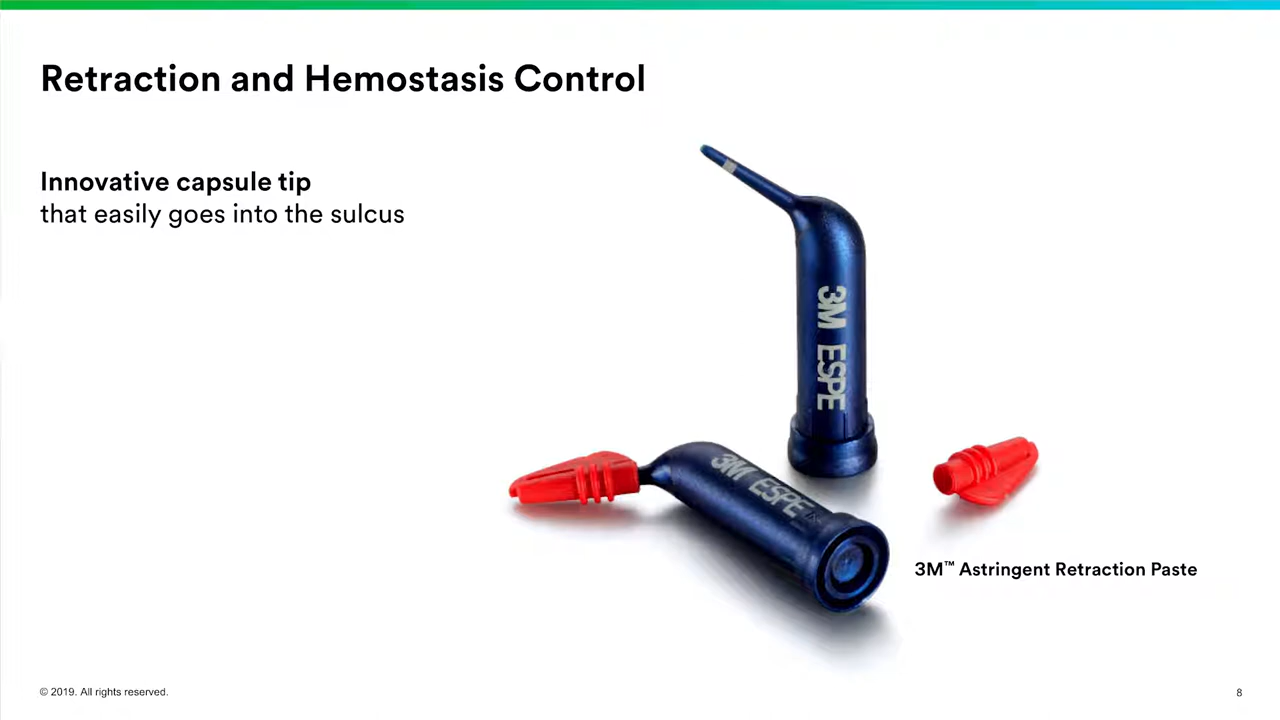 Retraction and Hemostasis Control
Innovative capsule tip
that easily goes into the sulcus
3M ESPE
3M ESPE
3M™ Astringent Retraction Paste
© 2019. All rights reserved.
8